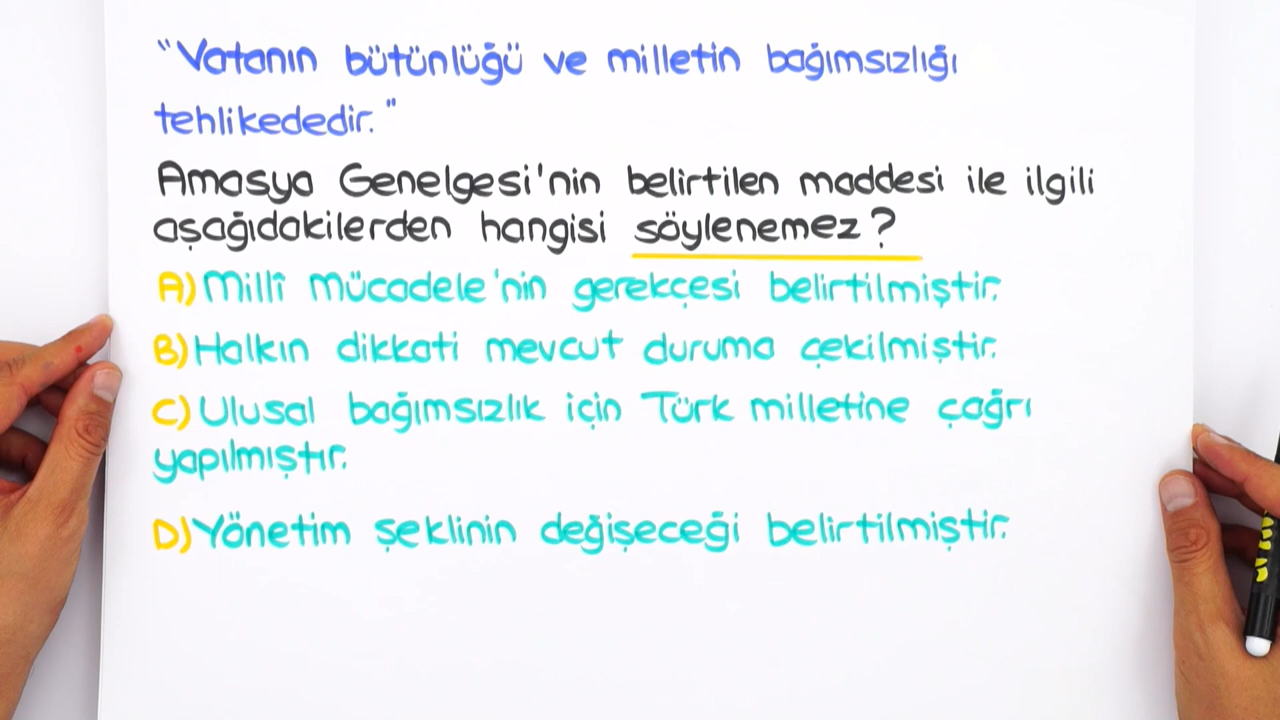 "Vatanın bütünlüğü ve milletin bağımsızlığı
tehlikededir."
Amasya Genelgesi'nin belirtilen maddesi ile ilgili
aşağıdakilerden hangisi söylenemez?
A) Millî Mücadele'nin gerekçesi belirtilmiştir.
B) Halkın dikkati mevcut duruma çekilmiştir.
C) Ulusal bağımsızlık için Türk milletine çağrı
yapılmıştır.
D) Yönetim şeklinin değişeceği belirtilmiştir.